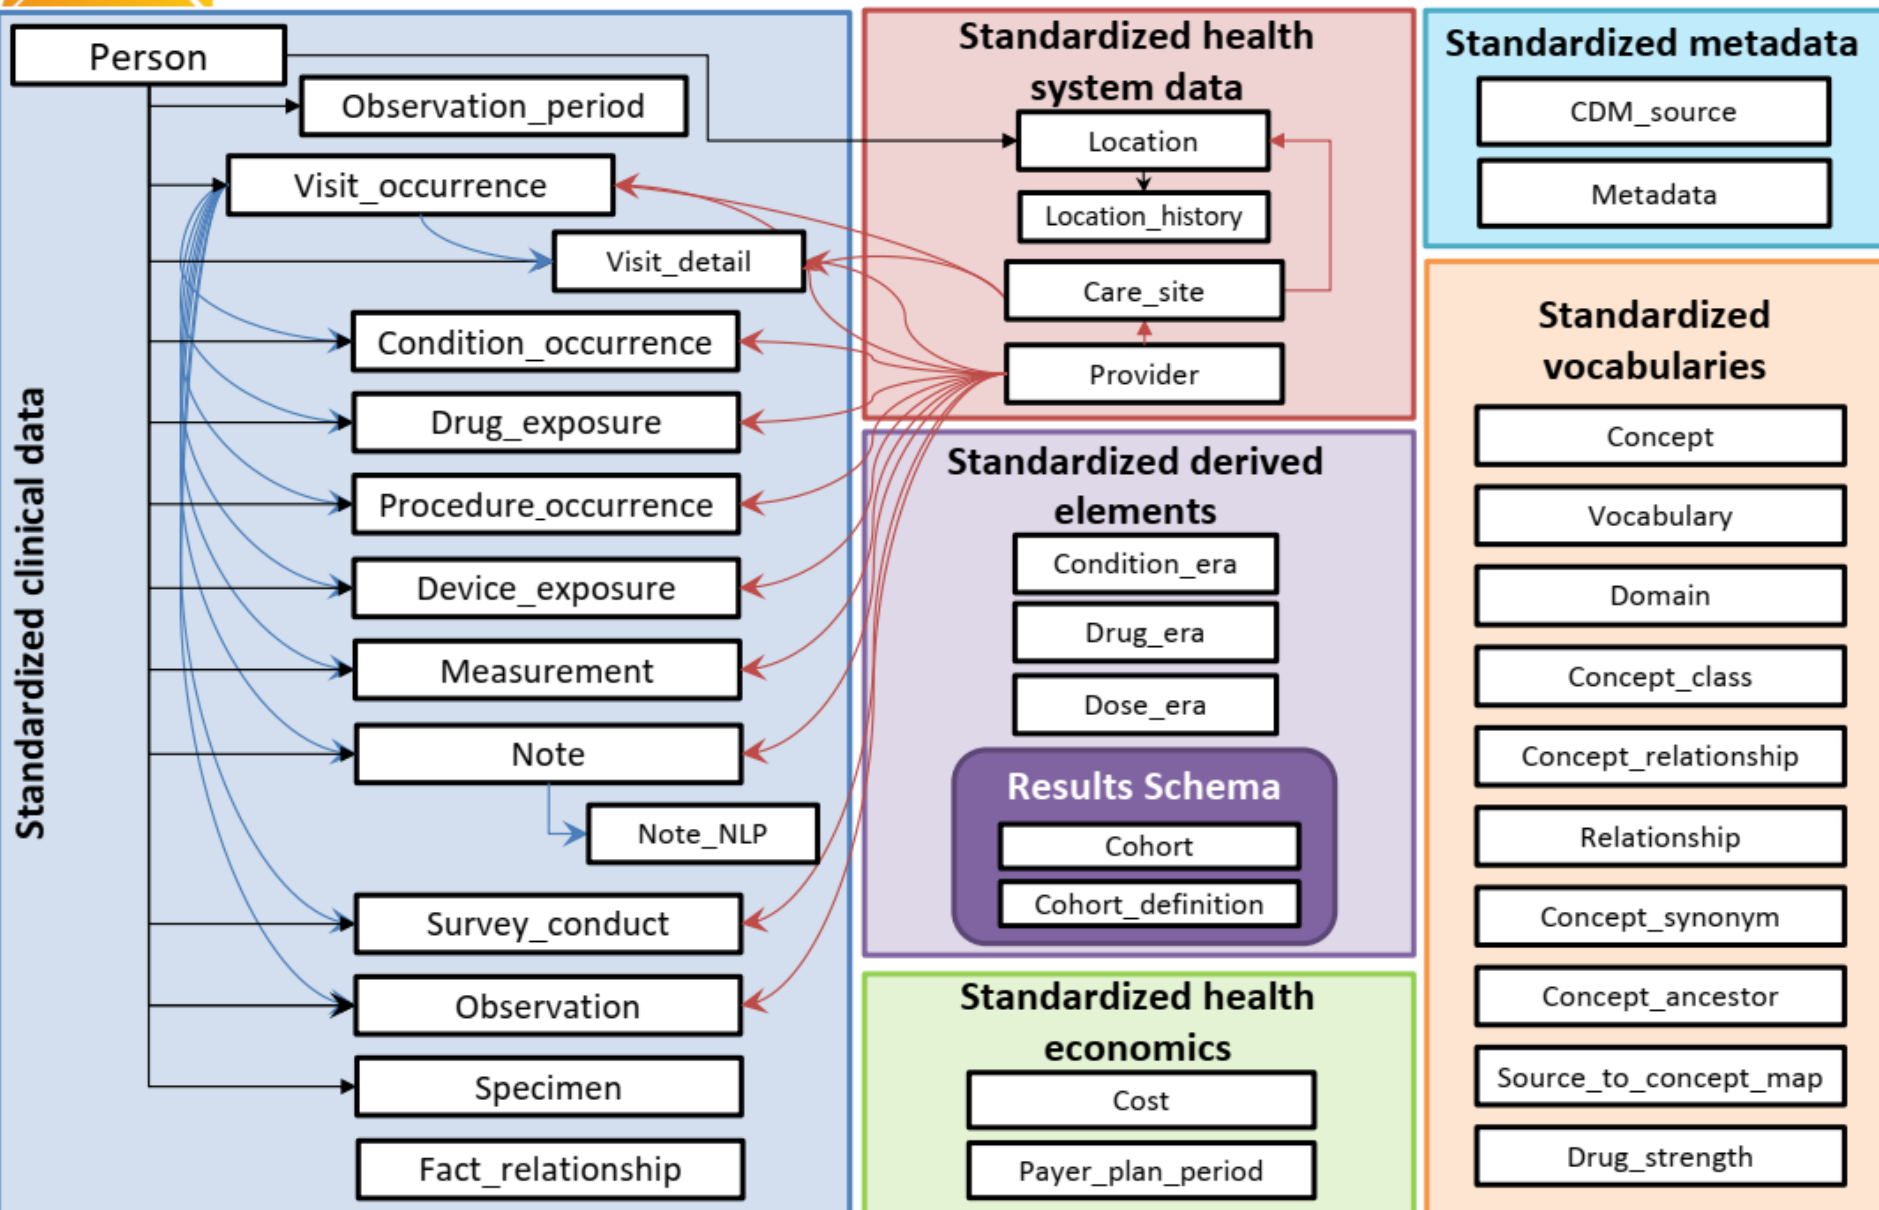 Standardized clinical data
Person
Observation_period
Visit_occurrence
Visit_detail
Condition_occurrence
Drug_exposure
Procedure_occurrence
Device_exposure
Measurement
Note
Note_NLP
Survey_conduct
Observation
Specimen
Fact_relationship
Standardized health
system data
Location
Location_history
Care_site
Provider
Standardized derived
elements
Condition_era
Drug_era
Dose_era
Results Schema
Cohort
Cohort_definition
Standardized health
economics
Cost
Payer_plan_period
Standardized metadata
CDM_source
Metadata
Standardized
vocabularies
Concept
Vocabulary
Domain
Concept_class
Concept_relationship
Relationship
Concept_synonym
Concept_ancestor
Source_to_concept_map
Drug_strength